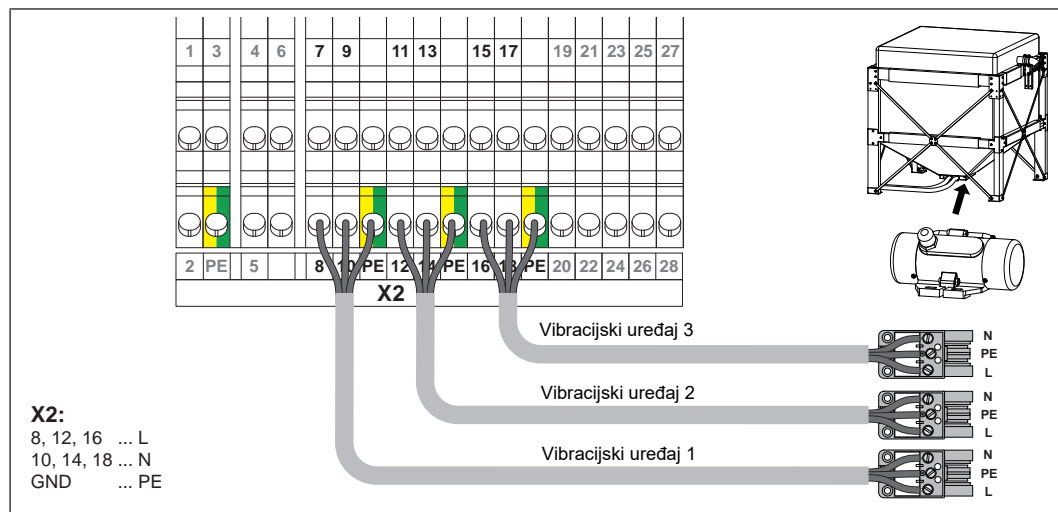 1 3 4 6 7 9 11 13 15 17 19 21 23 25 27
2 PE 5 8 10 PE 12 14 PE 16 18 PE 20 22 24 26 28
X2
Vibracijski uređaj 3
N
PE
L
Vibracijski uređaj 2
N
PE
L
Vibracijski uređaj 1
N
PE
L
X2:
8, 12, 16 ... L
10, 14, 18 ... N
GND ... PE